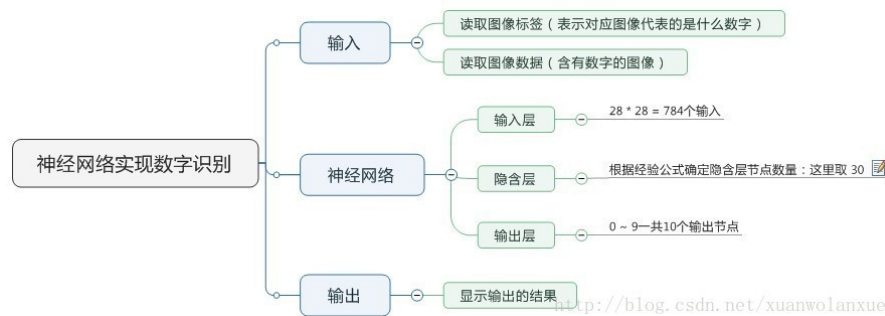 神经网络实现数字识别
输入
读取图像标签（表示对应图像代表的是什么数字）
读取图像数据（含有数字的图像）
神经网络
输入层
28 * 28 = 784个输入
隐含层
根据经验公式确定隐含层节点数量：这里取 30
输出层
0 ~ 9一共10个输出节点
输出
显示输出的结果
http://blog.csdn.net/xuanwolanxue